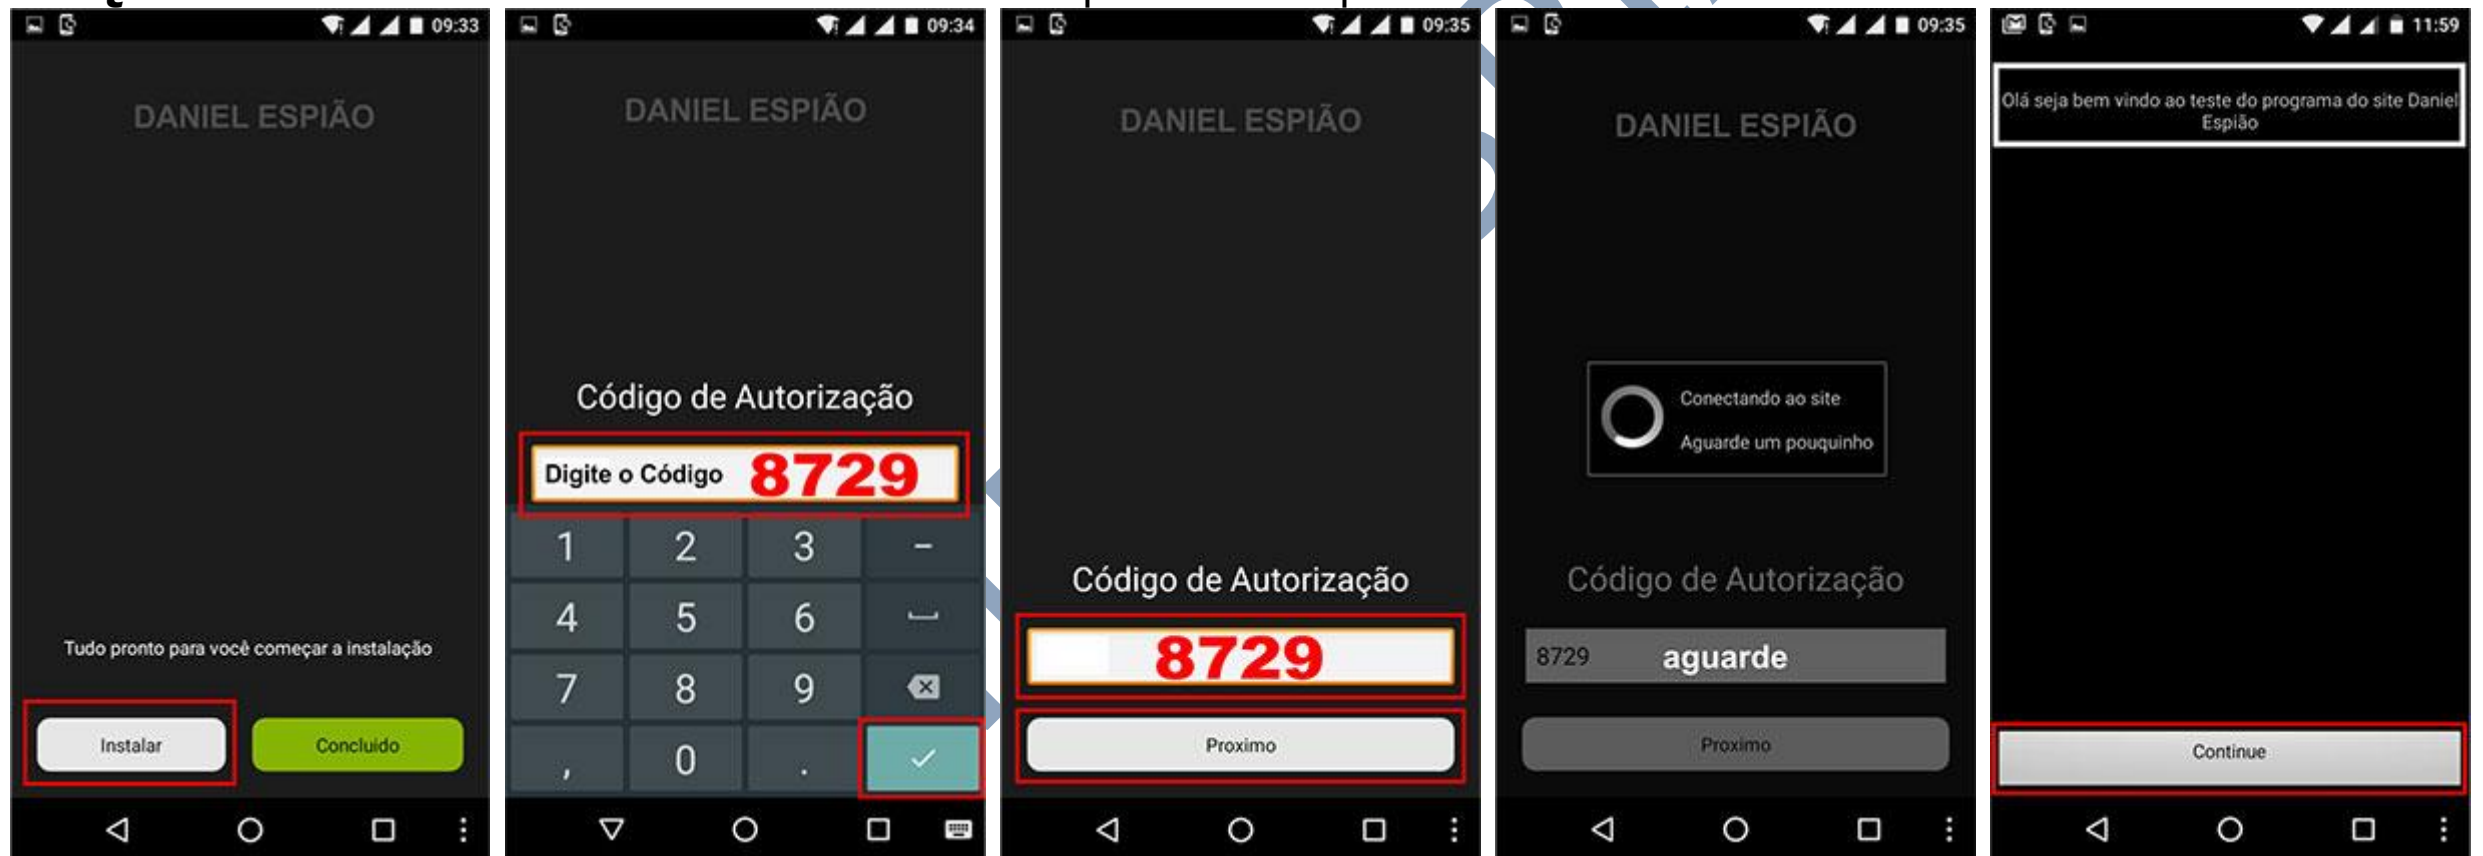 09:33
DANIEL ESPIÃO
Tudo pronto para você começar a instalação
Instalar
Concluido
09:34
DANIEL ESPIÃO
Código de Autorização
Digite o Código 8729
1 2 3 –
4 5 6
7 8 9
, 0 .
09:35
DANIEL ESPIÃO
Código de Autorização
8729
Proximo
09:35
DANIEL ESPIÃO
Conectando ao site
Aguarde um pouquinho
Código de Autorização
8729 aguarde
Proximo
11:59
Olá seja bem vindo ao teste do programa do site Daniel
Espião
Continue